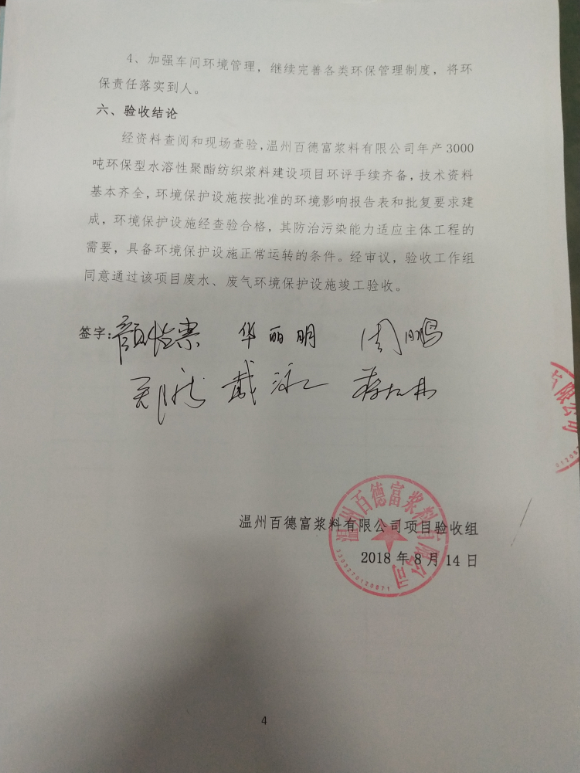 4、加强车间环境管理，继续完善各类环保管理制度，将环
保责任落实到人。
六、验收结论
经资料查阅和现场查验，温州百德富浆料有限公司年产 3000
吨环保型水溶性聚酯纺织浆料建设项目环评手续齐备，技术资料
基本齐全，环境保护设施按批准的环境影响报告表和批复要求建
成，环境保护设施经查验合格，其防治污染能力适应主体工程的
需要，具备环境保护设施正常运转的条件。经审议，验收工作组
同意通过该项目废水、废气环境保护设施竣工验收。
签字：
华丽明 周鹏
戴
有限公司
温州百德富浆料有限公司
温州百德富浆料有限公司项目验收组
2018 年 8 月 14 日
4